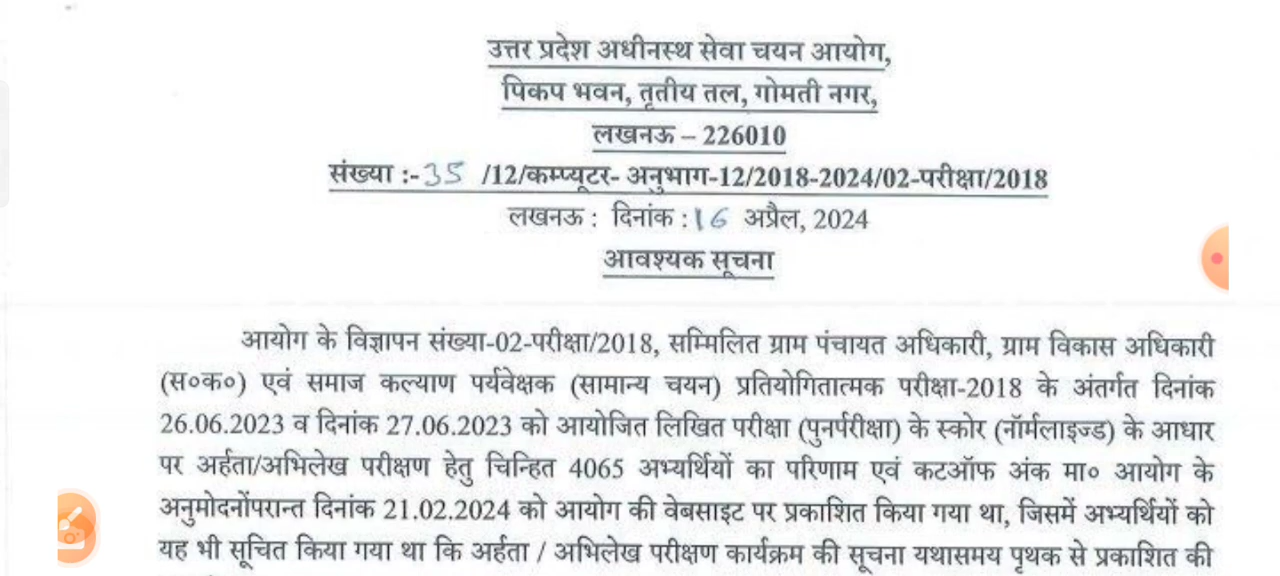 उत्तर प्रदेश अधीनस्थ सेवा चयन आयोग,
पिकप भवन, तृतीय तल, गोमती नगर,
लखनऊ – 226010
संख्या :-35 /12/कम्प्यूटर- अनुभाग-12/2018-2024/02-परीक्षा/2018
लखनऊ : दिनांक :16 अप्रैल, 2024
आवश्यक सूचना
आयोग के विज्ञापन संख्या-02-परीक्षा/2018, सम्मिलित ग्राम पंचायत अधिकारी, ग्राम विकास अधिकारी
(स०क०) एवं समाज कल्याण पर्यवेक्षक (सामान्य चयन) प्रतियोगितात्मक परीक्षा-2018 के अंतर्गत दिनांक
26.06.2023 व दिनांक 27.06.2023 को आयोजित लिखित परीक्षा (पुनर्परीक्षा) के स्कोर (नॉर्मलाइज्ड) के आधार
पर अर्हता/अभिलेख परीक्षण हेतु चिन्हित 4065 अभ्यर्थियों का परिणाम एवं कटऑफ अंक मा० आयोग के
अनुमोदनोंपरान्त दिनांक 21.02.2024 को आयोग की वेबसाइट पर प्रकाशित किया गया था, जिसमें अभ्यर्थियों को
यह भी सूचित किया गया था कि अर्हता / अभिलेख परीक्षण कार्यक्रम की सूचना यथासमय पृथक से प्रकाशित की